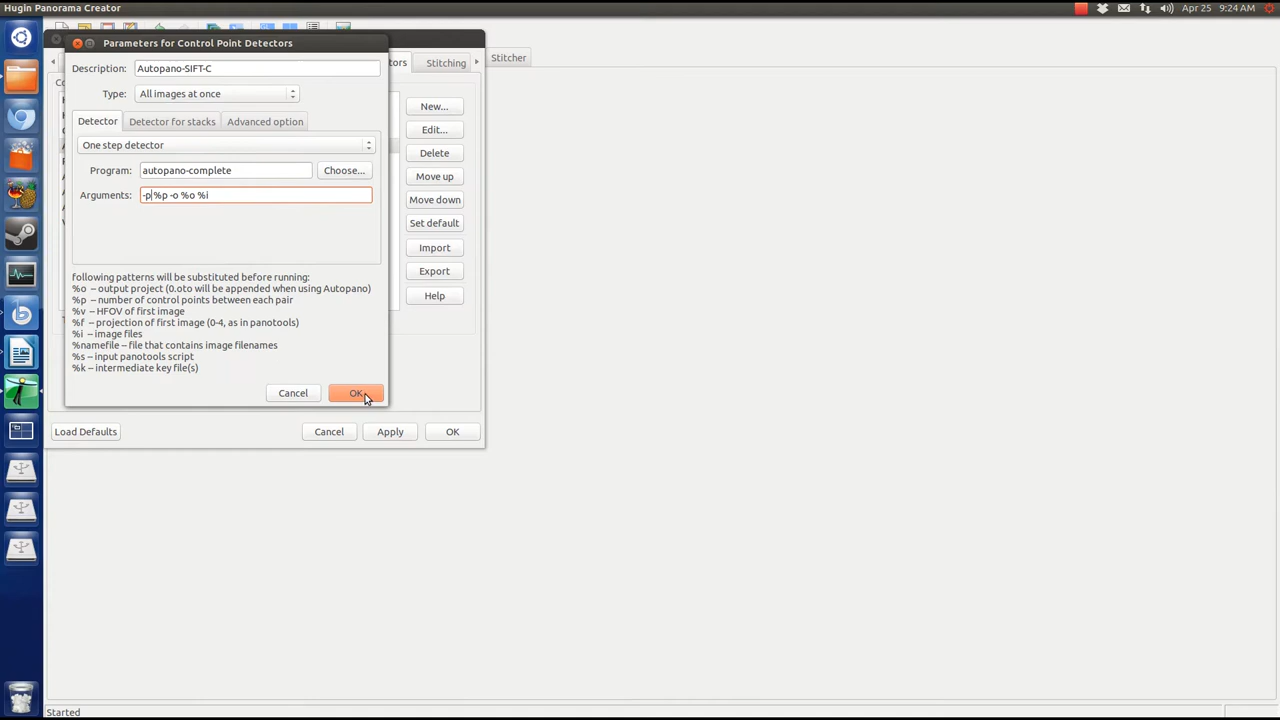 Hugin Panorama Creator
Apr 25 9:24 AM
Parameters for Control Point Detectors
Description: Autopano-SIFT-C
Type: All images at once
Detector Detector for stacks Advanced option
One step detector
Program: autopano-complete Choose...
Arguments: -p %p -o %o %i
following patterns will be substituted before running:
%o – output project (0.oto will be appended when using Autopano)
%p – number of control points between each pair
%v – HFOV of first image
%f – projection of first image (0-4, as in panotools)
%i – image files
%namefile – file that contains image filenames
%s – input panotools script
%k – intermediate key file(s)
Cancel OK
tors Stitching
Stitcher
New...
Edit...
Delete
Move up
Move down
Set default
Import
Export
Help
Load Defaults Cancel Apply OK
Started